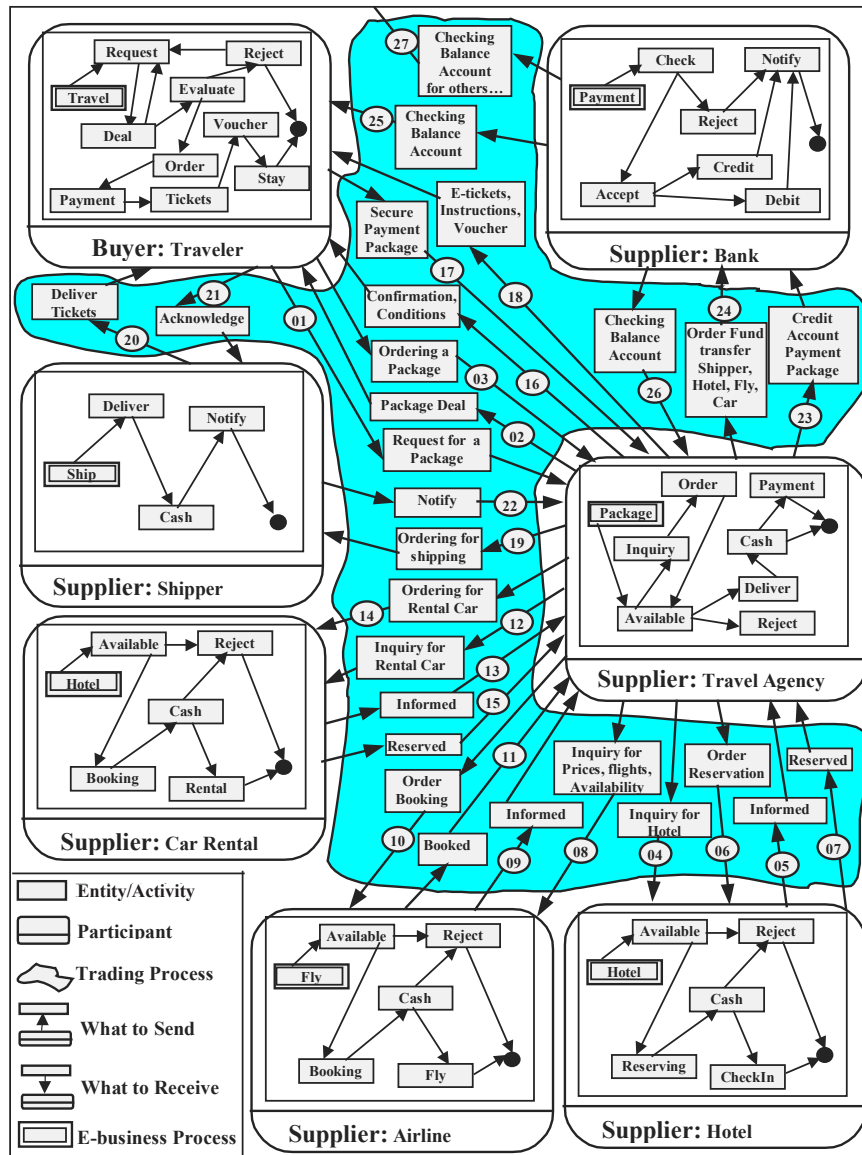 Request
Reject
Travel
Evaluate
Deal
Voucher
Order
Payment
Tickets
Stay
Buyer: Traveler
27
Checking
Balance
Account
for others...
25
Checking
Balance
Account
Check
Notify
Payment
Reject
Credit
Accept
Debit
Supplier: Bank
E-tickets,
Instructions,
Voucher
Secure
Payment
Package
17
18
Deliver
Tickets
21
Acknowledge
20
01
Confirmation,
Conditions
Ordering a
Package
03
16
Package Deal
02
Request for a
Package
Checking
Balance
Account
26
24
Order Fund
transfer
Shipper,
Hotel, Fly,
Car
Credit
Account
Payment
Package
23
Deliver
Notify
Ship
Cash
Supplier: Shipper
Notify
22
Ordering for
shipping
19
Ordering for
Rental Car
14
12
Inquiry for
Rental Car
13
Informed
15
Reserved
11
Order
Booking
10
Booked
Order
Payment
Package
Inquiry
Cash
Available
Deliver
Reject
Supplier: Travel Agency
Available
Reject
Hotel
Cash
Booking
Rental
Supplier: Car Rental
Inquiry for
Prices, flights,
Availability
Order
Reservation
Reserved
Informed
09
08
Inquiry for
Hotel
04
06
Informed
05
07
Entity/Activity
Participant
Trading Process
What to Send
What to Receive
E-business Process
Available
Reject
Fly
Cash
Booking
Fly
Supplier: Airline
Available
Reject
Hotel
Cash
Reserving
CheckIn
Supplier: Hotel